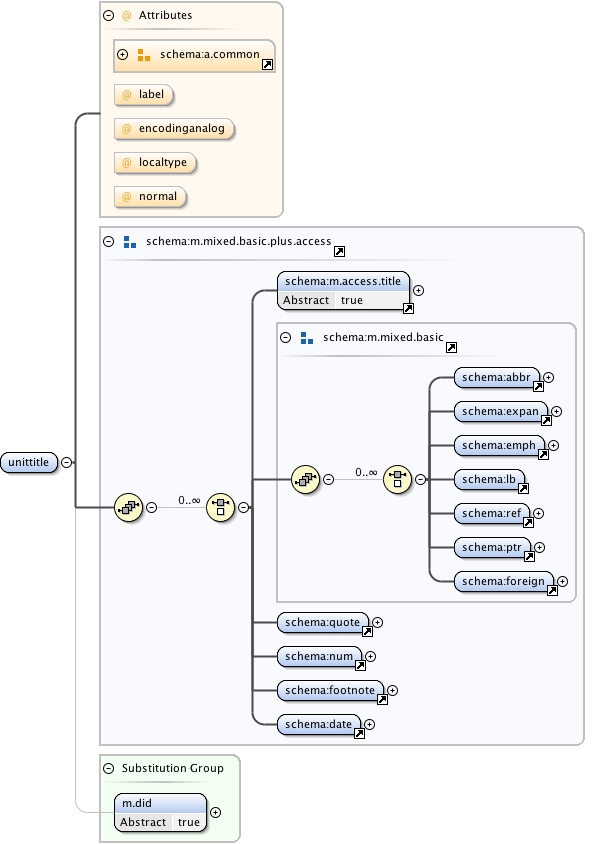 Attributes
schema:a.common
label
encodinganalog
localtype
normal
schema:m.mixed.basic.plus.access
schema:m.access.title
Abstract true
schema:m.mixed.basic
schema:abbr
schema:expan
schema:emph
unittitle
0..∞
0..∞
schema:lb
schema:ref
schema:ptr
schema:foreign
schema:quote
schema:num
schema:footnote
schema:date
Substitution Group
m.did
Abstract true